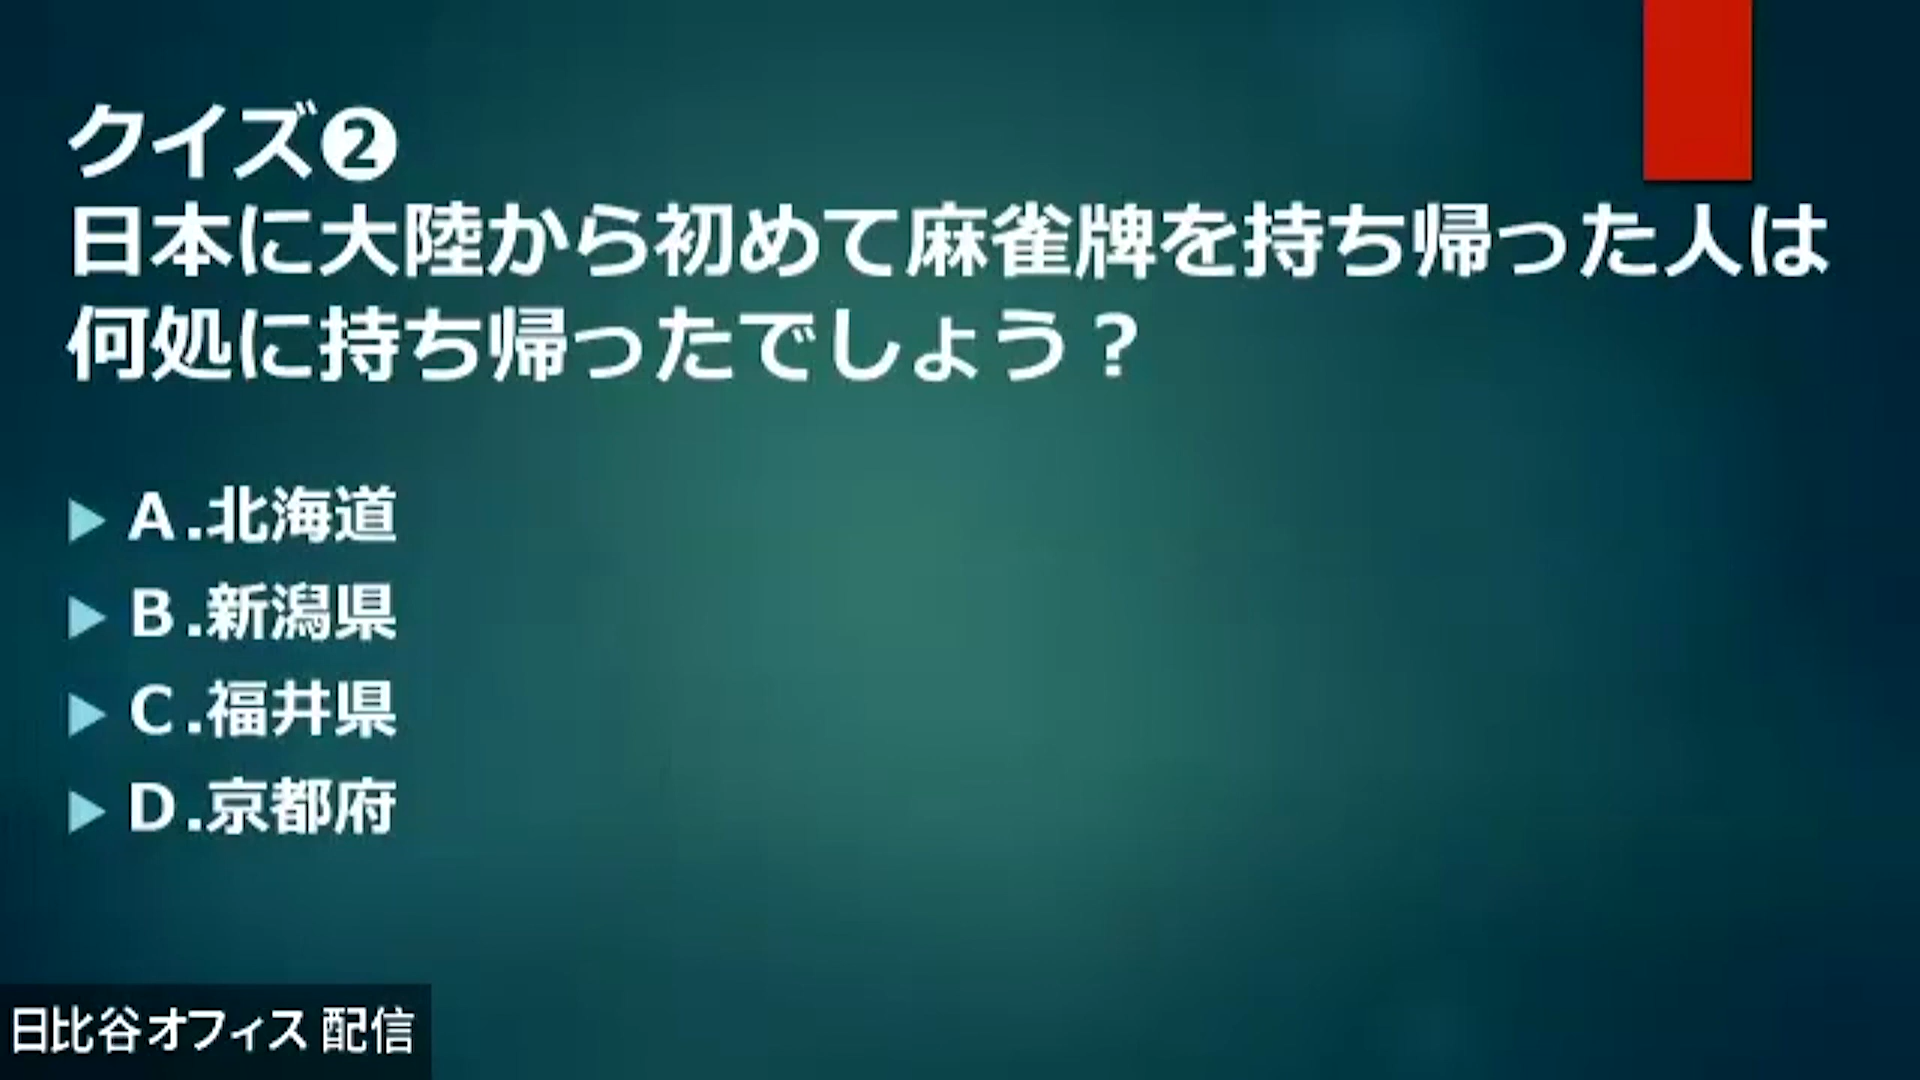 クイズ❷
日本に大陸から初めて麻雀牌を持ち帰った人は
何処に持ち帰ったでしょう？
A.北海道
B.新潟県
C.福井県
D.京都府
日比谷オフィス 配信